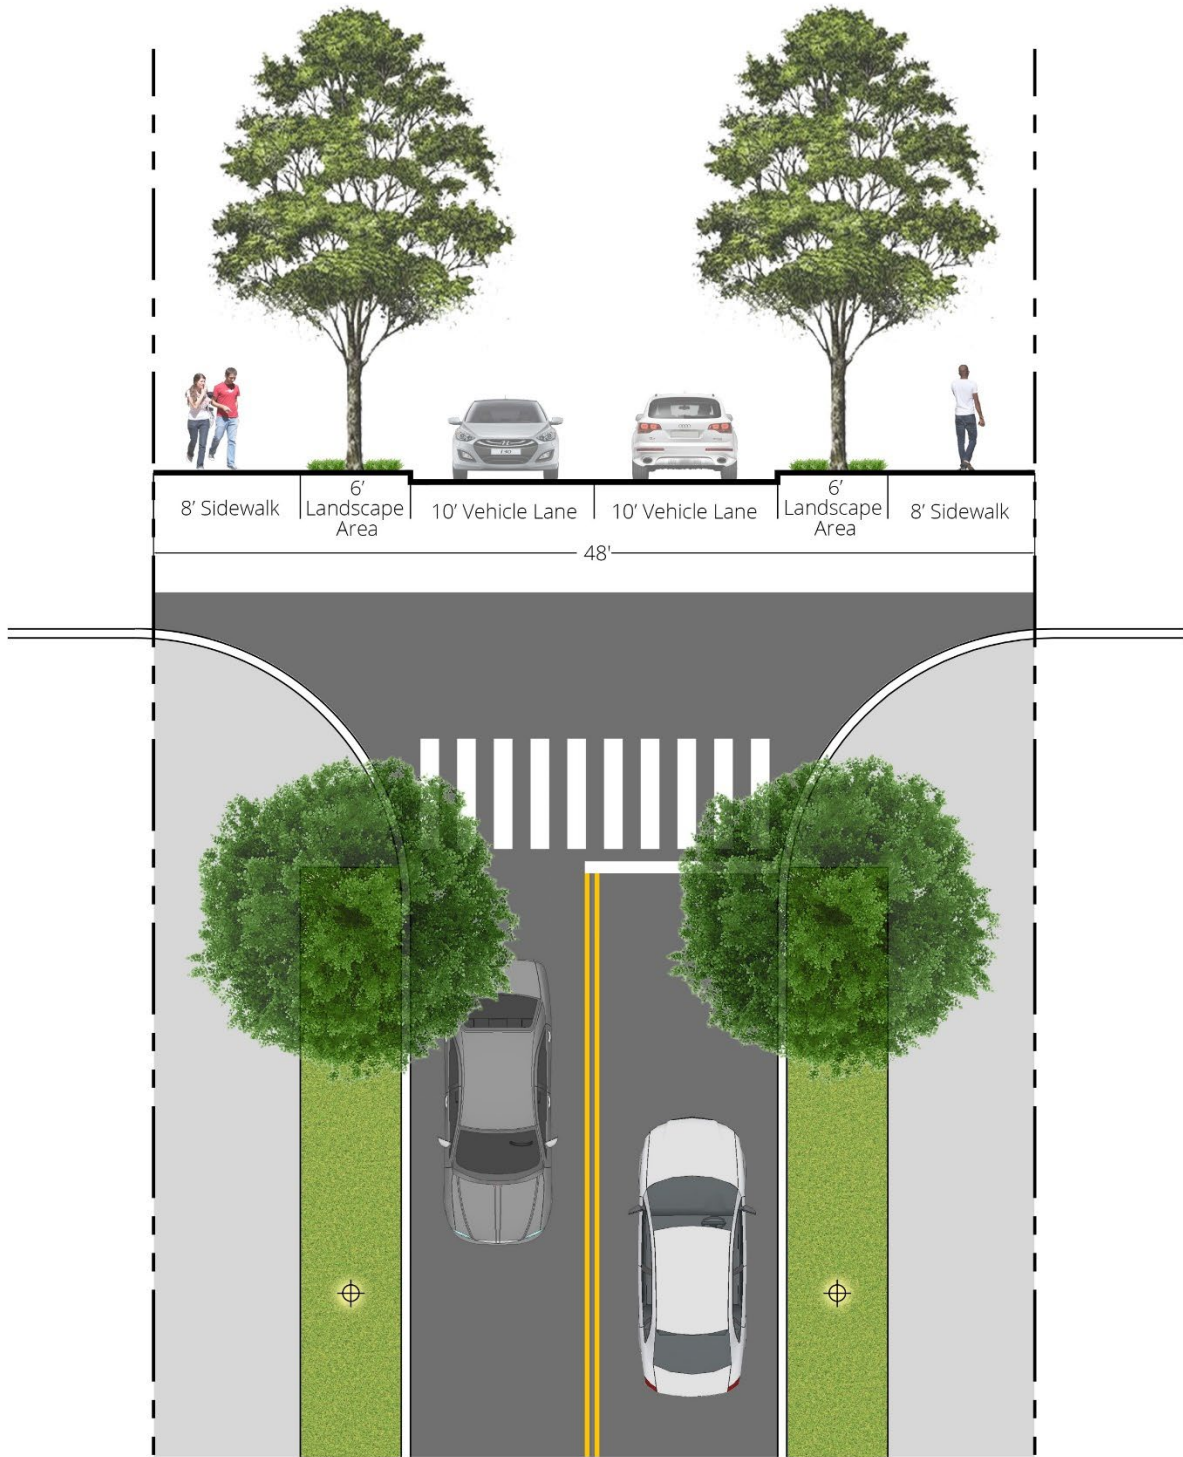 8’ Sidewalk
6’
Landscape
Area
10’ Vehicle Lane
10’ Vehicle Lane
6’
Landscape
Area
8’ Sidewalk
48'